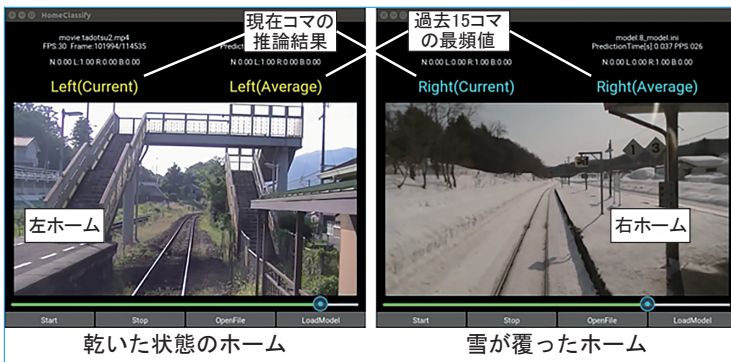 HomeClassify
movie:tadotsu2.mp4
FPS:30 Frame:101994/114535
N:0.00 L:1.00 R:0.00 B:0.00
N:0.00 L:1.00 R:0.00 B:0.00
Left(Current)
Left(Average)
現在コマの
推論結果
過去15コマ
の最頻値
model:8_model.ini
PredictionTime[s] 0.037 PPS:026
N:0.00 L:0.00 R:1.00 B:0.00
N:0.00 L:0.00 R:1.00 B:0.00
Right(Current)
Right(Average)
左ホーム
1
3
右ホーム
Start
Stop
OpenFile
LoadModel
Start
Stop
OpenFile
LoadModel
乾いた状態のホーム
雪が覆ったホーム